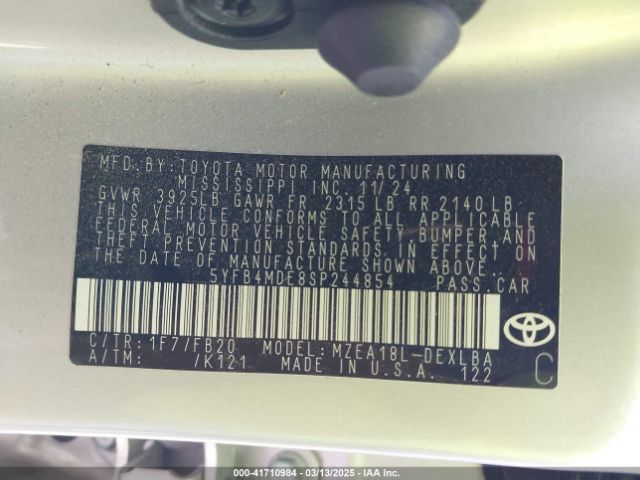 MFD. BY: TOYOTA MOTOR MANUFACTURING
MISSISSIPPI INC. 11/24
GVWR 3925LB GAWR FR 2315 LB RR 2140 LB
THIS VEHICLE CONFORMS TO ALL APPLICABLE
FEDERAL MOTOR VEHICLE SAFETY, BUMPER, AND
THEFT PREVENTION STANDARDS IN EFFECT ON
THE DATE OF MANUFACTURE SHOWN ABOVE.
5YFB4MDE8SP244854 PASS. CAR
C/TR: 1F7/FB20 MODEL: MZEA18L-DEXLBA
A/TM: /K121 MADE IN U.S.A. 122
C
000-41710984 | 03/13/2025 - IAA Inc.